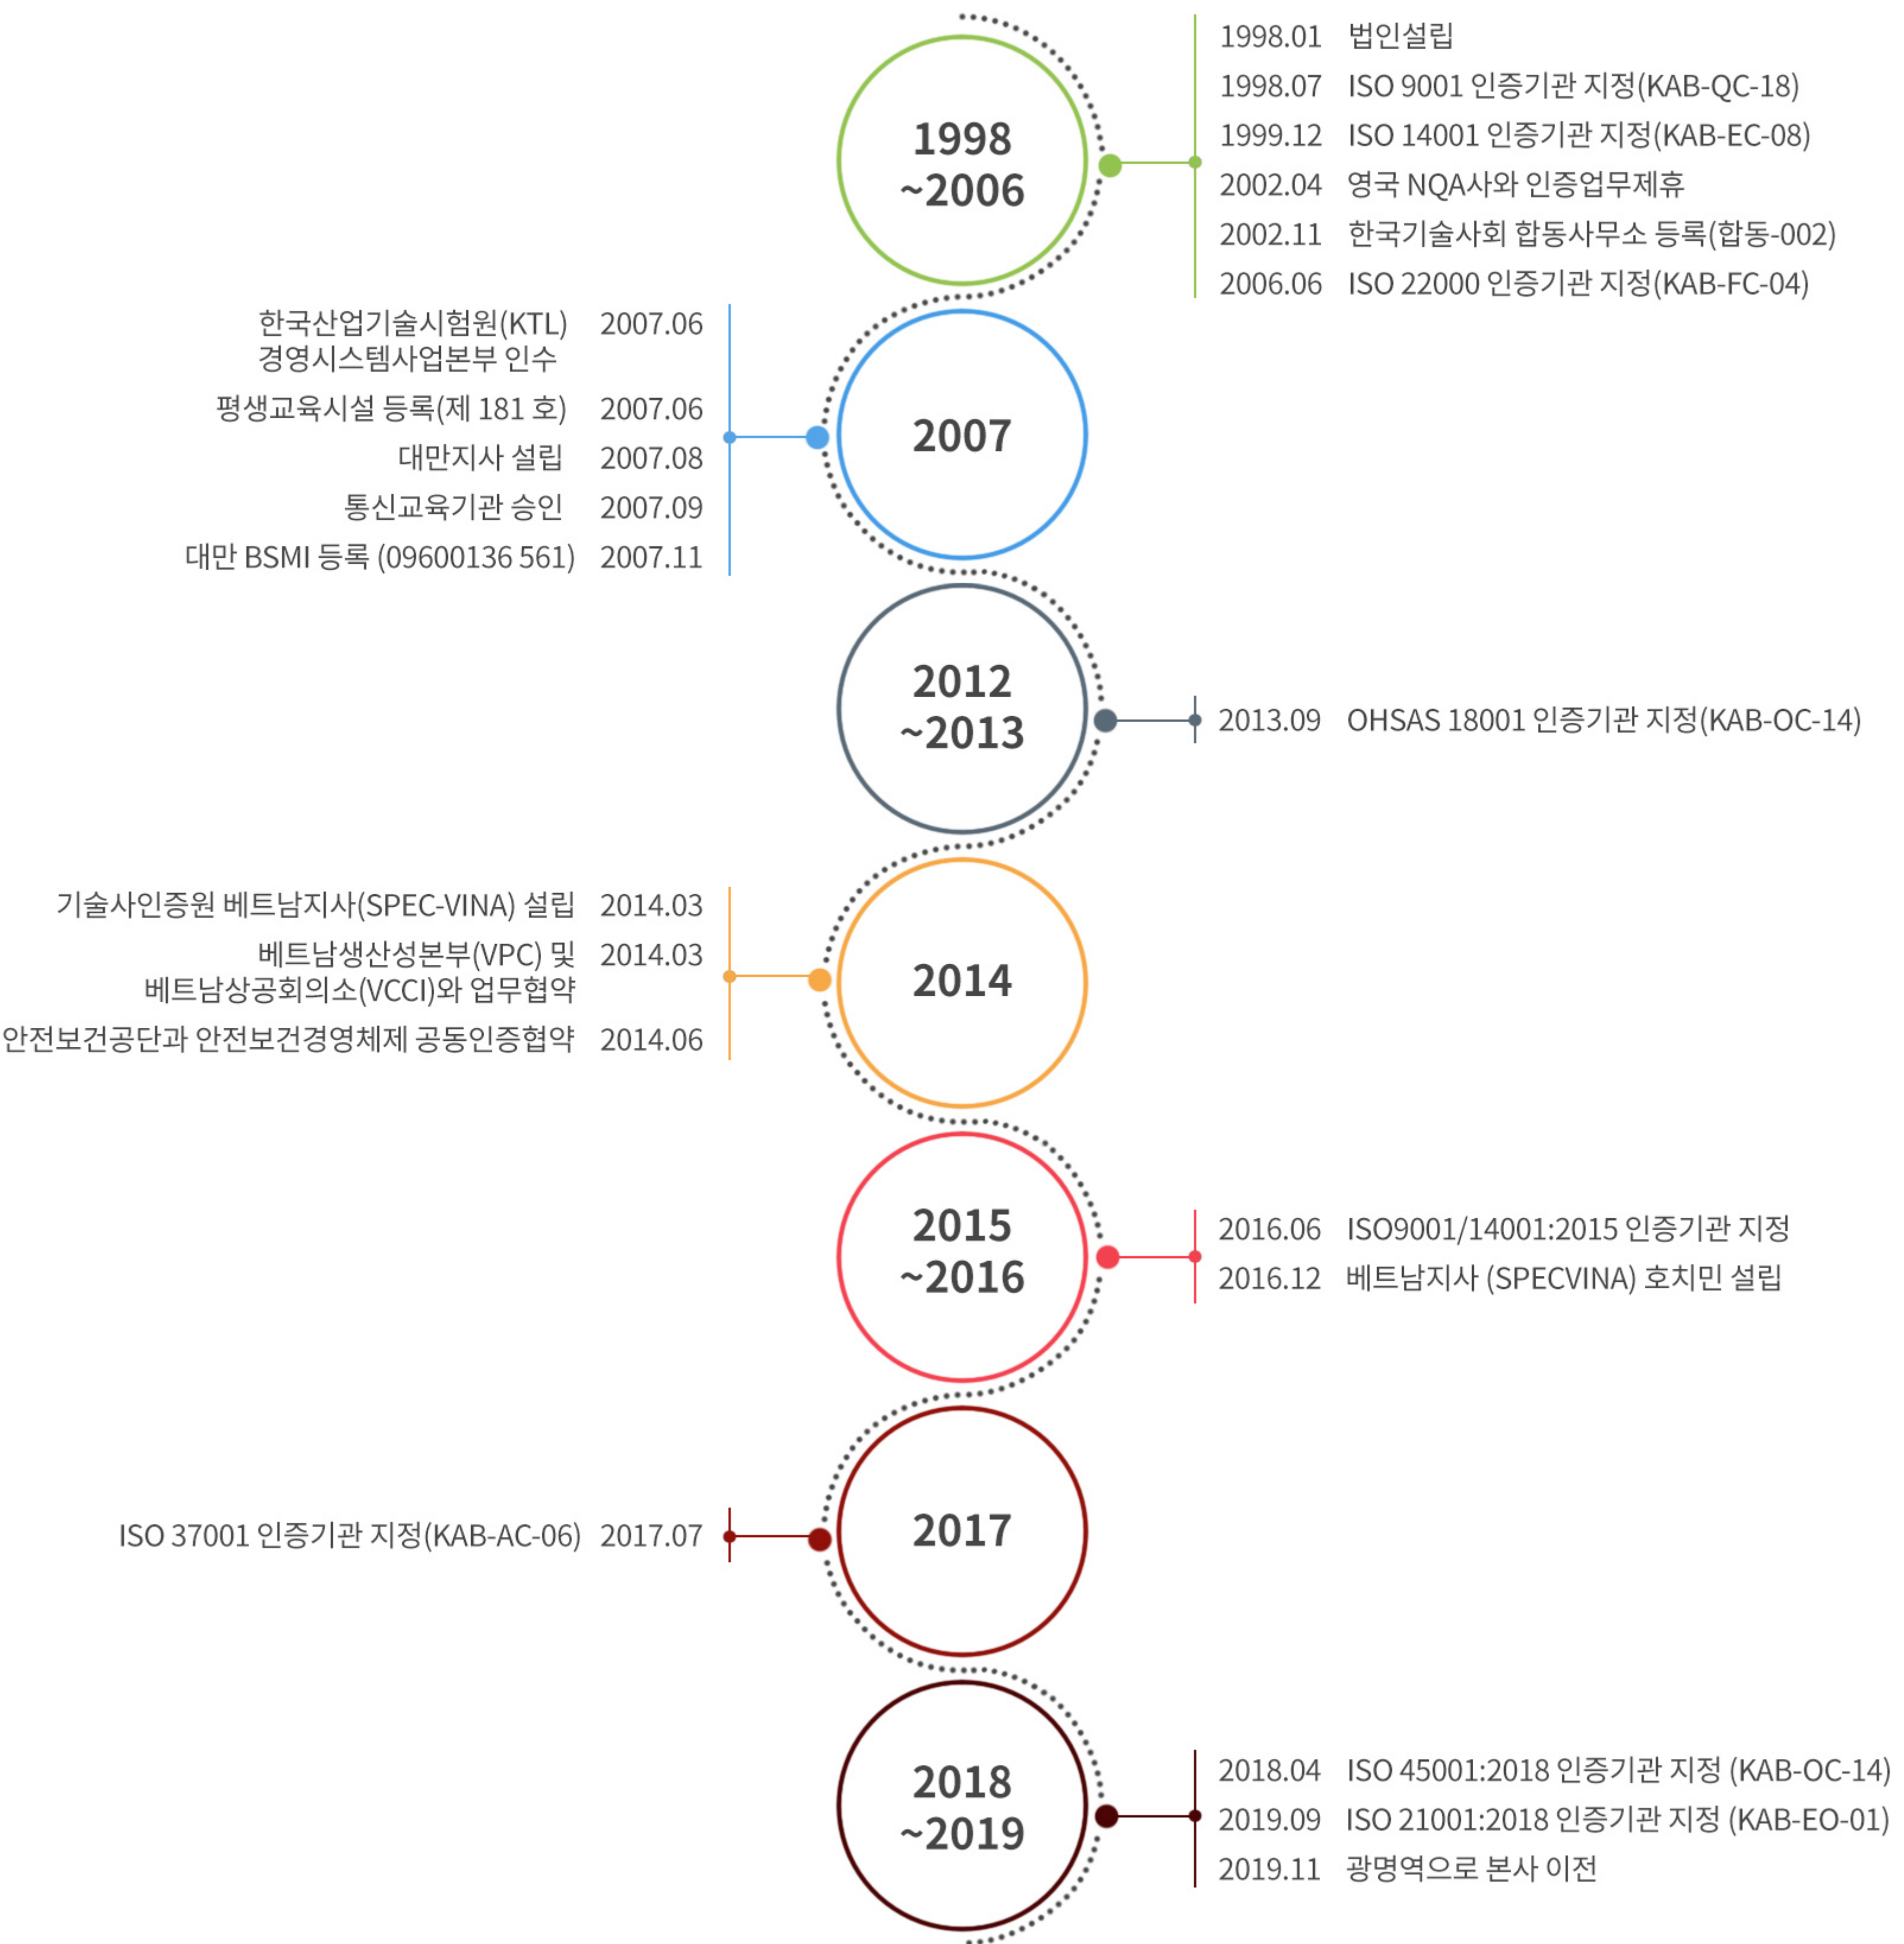 1998
~2006
1998.01 법인설립
1998.07 ISO 9001 인증기관 지정(KAB-QC-18)
1999.12 ISO 14001 인증기관 지정(KAB-EC-08)
2002.04 영국 NQA사와 인증업무제휴
2002.11 한국기술사회 합동사무소 등록(합동-002)
2006.06 ISO 22000 인증기관 지정(KAB-FC-04)
2007
한국산업기술시험원(KTL) 2007.06
경영시스템사업본부 인수
평생교육시설 등록(제 181 호) 2007.06
대만지사 설립 2007.08
통신교육기관 승인 2007.09
대만 BSMI 등록 (09600136 561) 2007.11
2012
~2013
2013.09 OHSAS 18001 인증기관 지정(KAB-OC-14)
2014
기술사인증원 베트남지사(SPEC-VINA) 설립 2014.03
베트남생산성본부(VPC) 및 2014.03
베트남상공회의소(VCCI)와 업무협약
안전보건공단과 안전보건경영체제 공동인증협약 2014.06
2015
~2016
2016.06 ISO9001/14001:2015 인증기관 지정
2016.12 베트남지사 (SPECVINA) 호치민 설립
2017
ISO 37001 인증기관 지정(KAB-AC-06) 2017.07
2018
~2019
2018.04 ISO 45001:2018 인증기관 지정 (KAB-OC-14)
2019.09 ISO 21001:2018 인증기관 지정 (KAB-EO-01)
2019.11 광명역으로 본사 이전